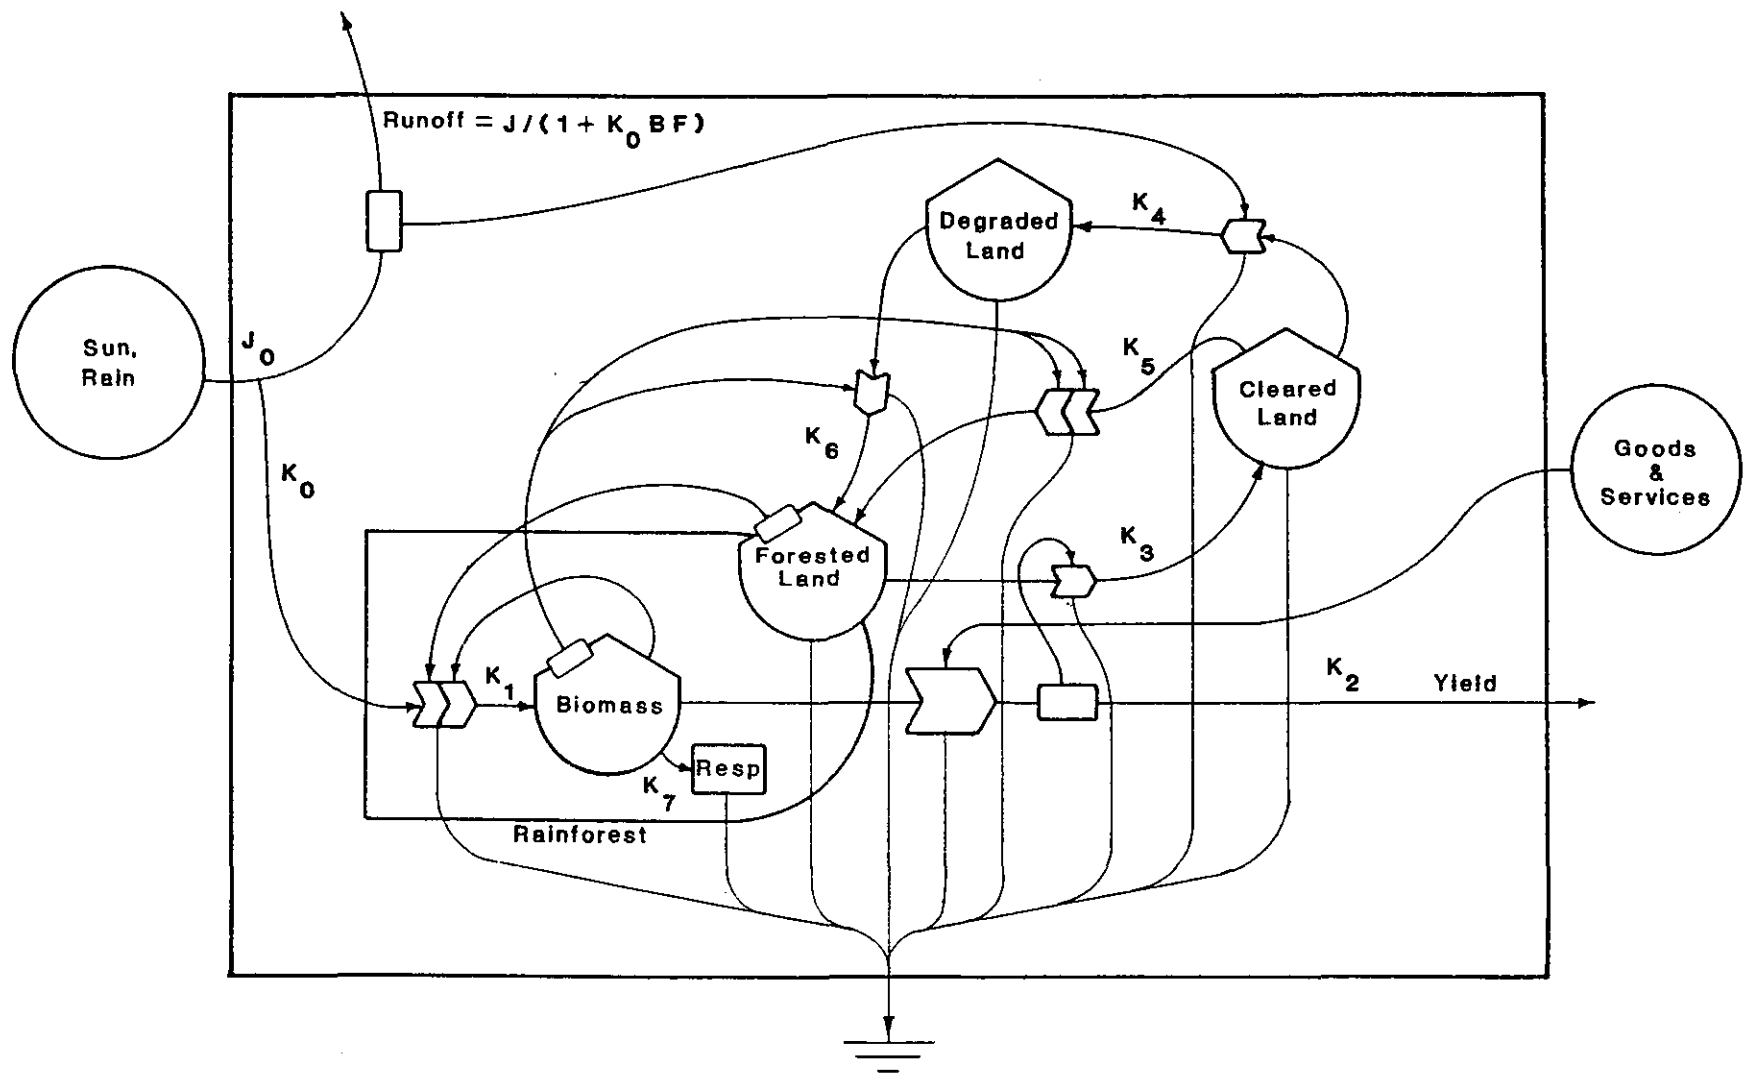 Runoff = J/(1 + K0 BF)
K4
Degraded
Land
Sun,
Rain
J0
K5
Cleared
Land
K6
Goods
&
Services
K0
K3
Forested
Land
K1
Biomass
K2
Yield
Resp
K7
Rainforest